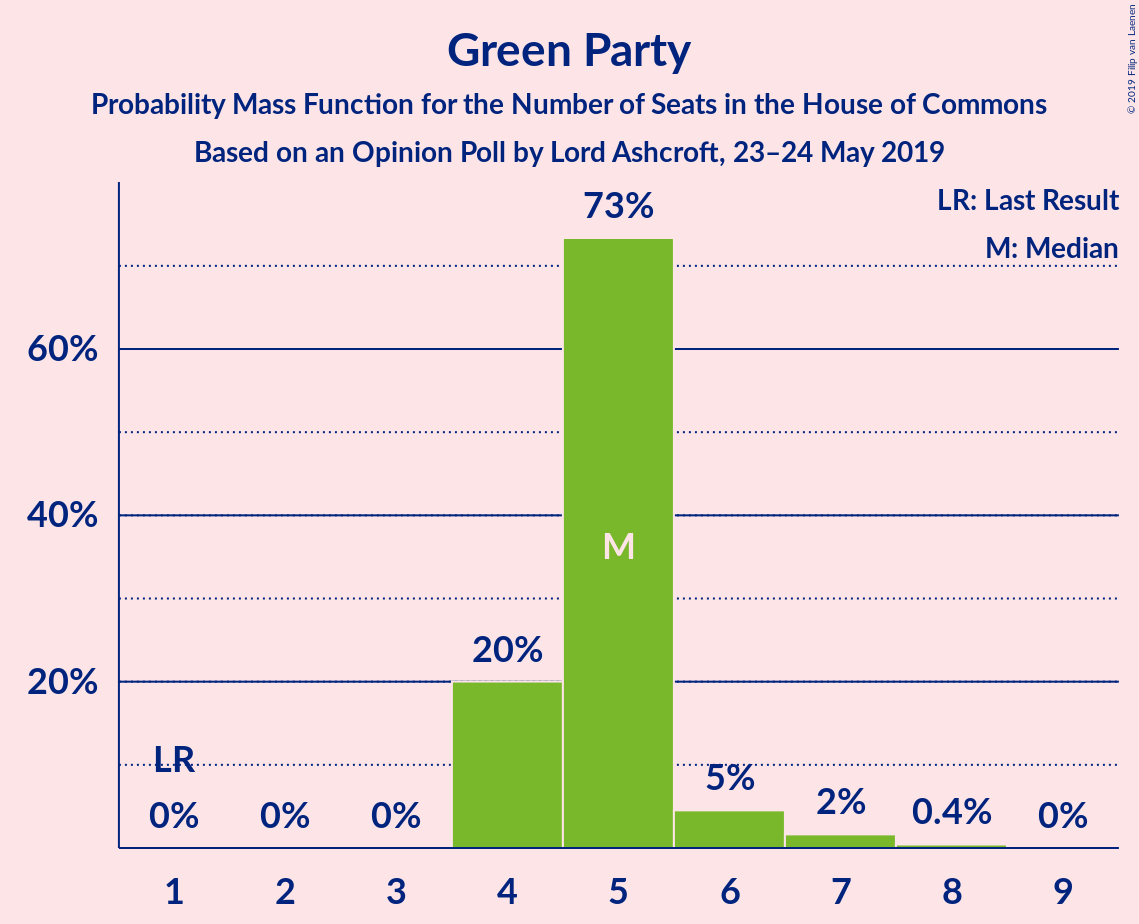 Green Party
Probability Mass Function for the Number of Seats in the House of Commons
Based on an Opinion Poll by Lord Ashcroft, 23–24 May 2019
© 2019 Filip van Laenen
LR: Last Result
M: Median
73%
60%
40%
M
20%
20%
LR
0%
0%
0%
5%
2%
0.4%
0%
1
2
3
4
5
6
7
8
9